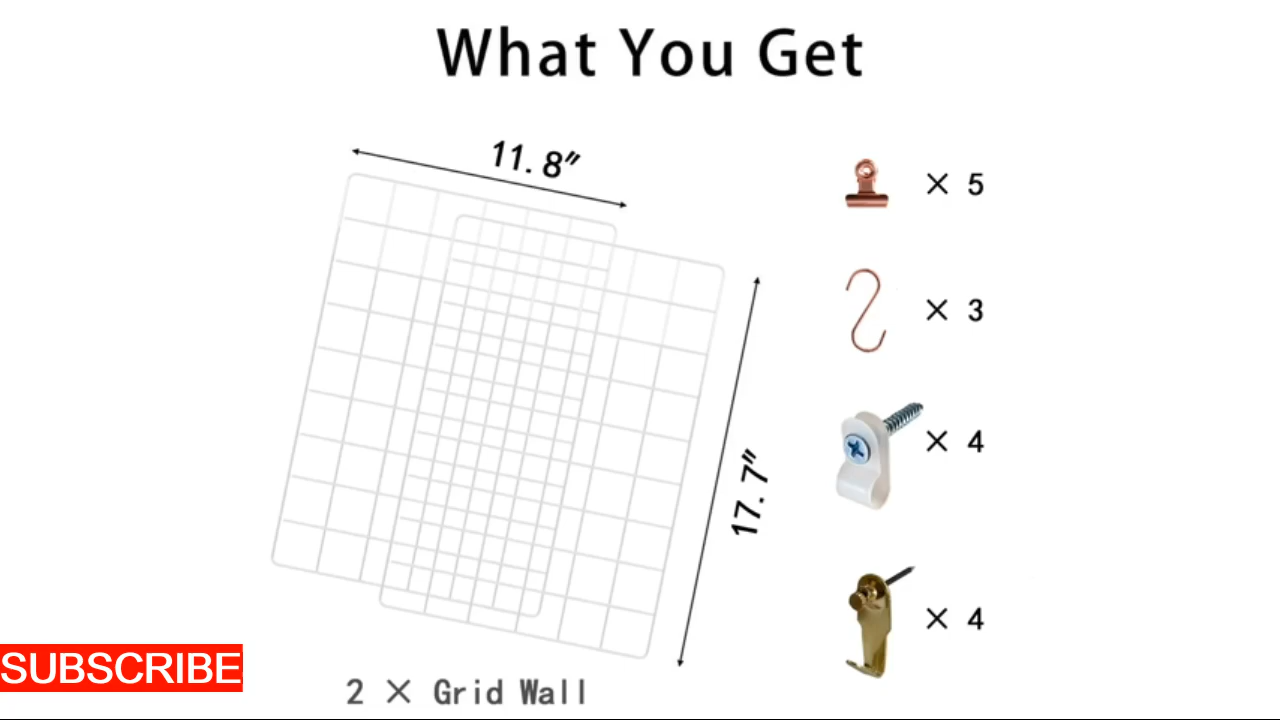 What You Get
11.8"
× 5
× 3
17.7"
× 4
× 4
SUBSCRIBE
2 × Grid Wall